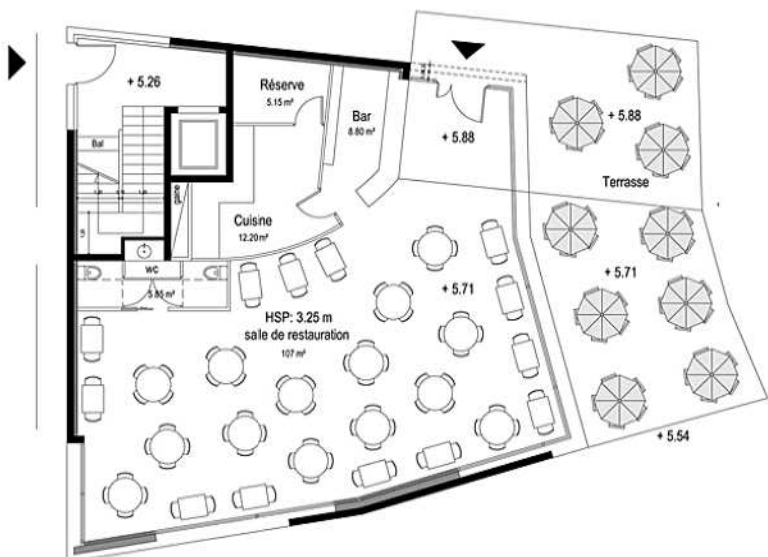 + 5.26
Réserve
5.15 m²
Bar
8.80 m²
+ 5.88
+ 5.88
Terrasse
Bal
gaine
Cuisine
12.20 m²
WC
5.85 m²
HSP: 3.25 m
salle de restauration
107 m²
+ 5.71
+ 5.71
+ 5.54